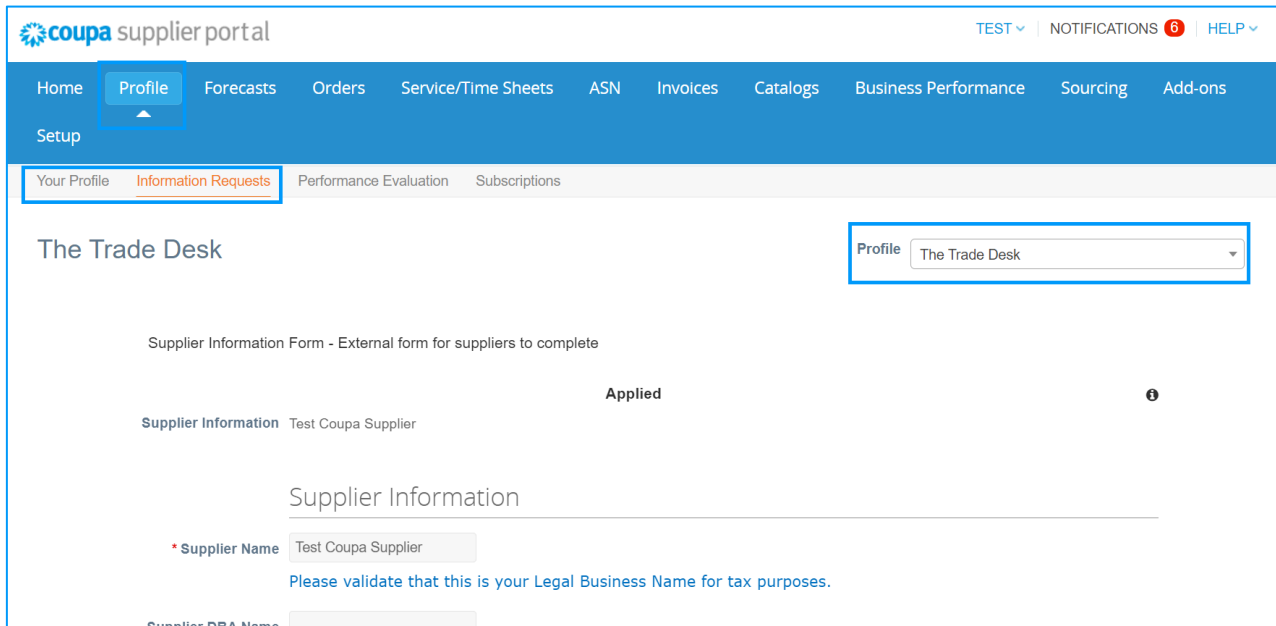 coupa supplier portal
TEST NOTIFICATIONS 6 HELP
Home Profile Forecasts Orders Service/Time Sheets ASN Invoices Catalogs Business Performance Sourcing Add-ons
Setup
Your Profile Information Requests Performance Evaluation Subscriptions
The Trade Desk
Profile The Trade Desk
Supplier Information Form - External form for suppliers to complete
Applied
Supplier Information Test Coupa Supplier
Supplier Information
* Supplier Name Test Coupa Supplier
Please validate that this is your Legal Business Name for tax purposes.
Supplier DBA Name